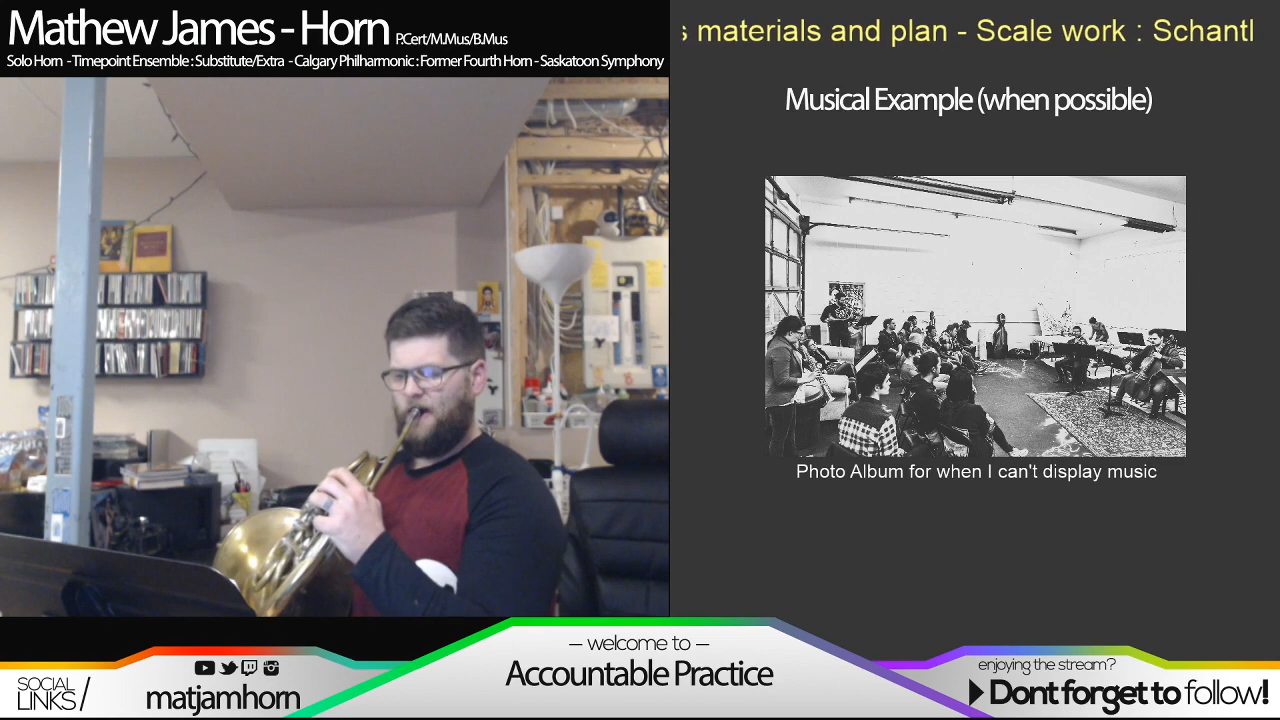 Mathew James - Horn P.Cert/M.Mus/B.Mus
Solo Horn - Timepoint Ensemble : Substitute/Extra - Calgary Philharmonic : Former Fourth Horn - Saskatoon Symphony
s materials and plan - Scale work : Schantl
Musical Example (when possible)
Photo Album for when I can't display music
— welcome to —
Accountable Practice
SOCIAL
LINKS /
matjamhorn
enjoying the stream?
Dont forget to follow!